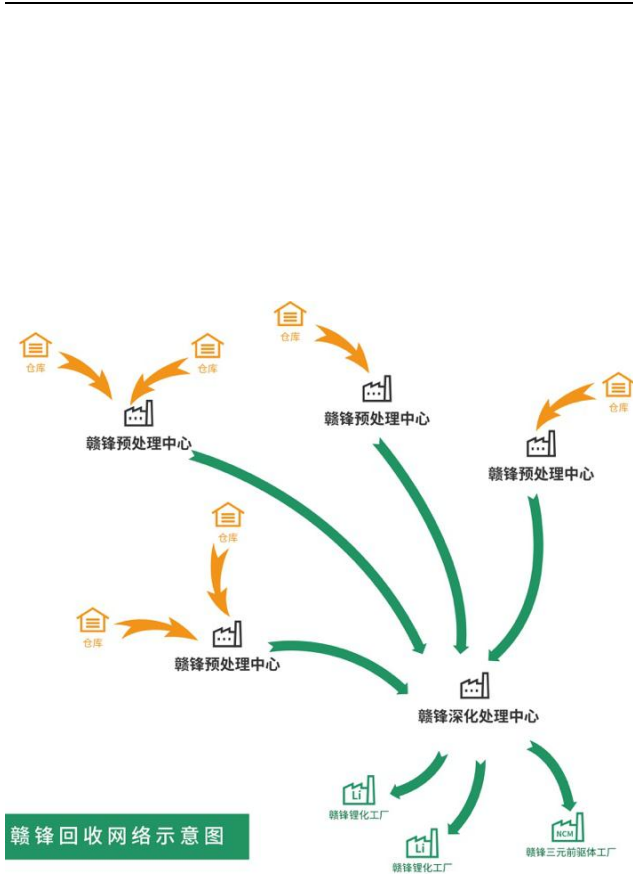 仓库
仓库
仓库
仓库
赣锋预处理中心
赣锋预处理中心
赣锋预处理中心
仓库
仓库
赣锋预处理中心
赣锋深化处理中心
Li
赣锋锂化工厂
Li
赣锋锂化工厂
NCM
赣锋三元前驱体工厂
赣锋回收网络示意图